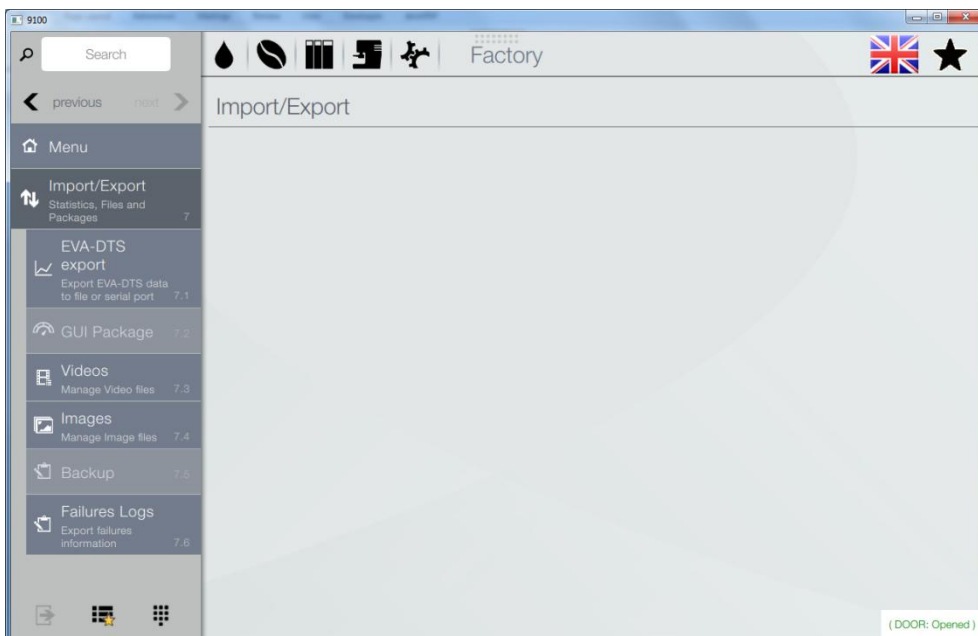 9100
Search
Factory
previous
next
Import/Export
Menu
Import/Export
Statistics, Files and
Packages
7
EVA-DTS
export
Export EVA-DTS data
to file or serial port
7.1
GUI Package
7.2
Videos
Manage Video files
7.3
Images
Manage Image files
7.4
Backup
7.5
Failures Logs
Export failures
information
7.6
( DOOR: Opened )